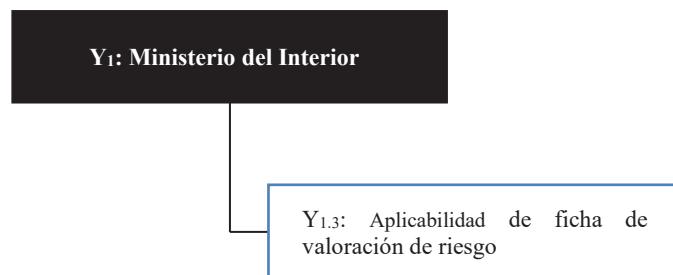 Y1: Ministerio del Interior
Y1.3: Aplicabilidad de ficha de
valoración de riesgo